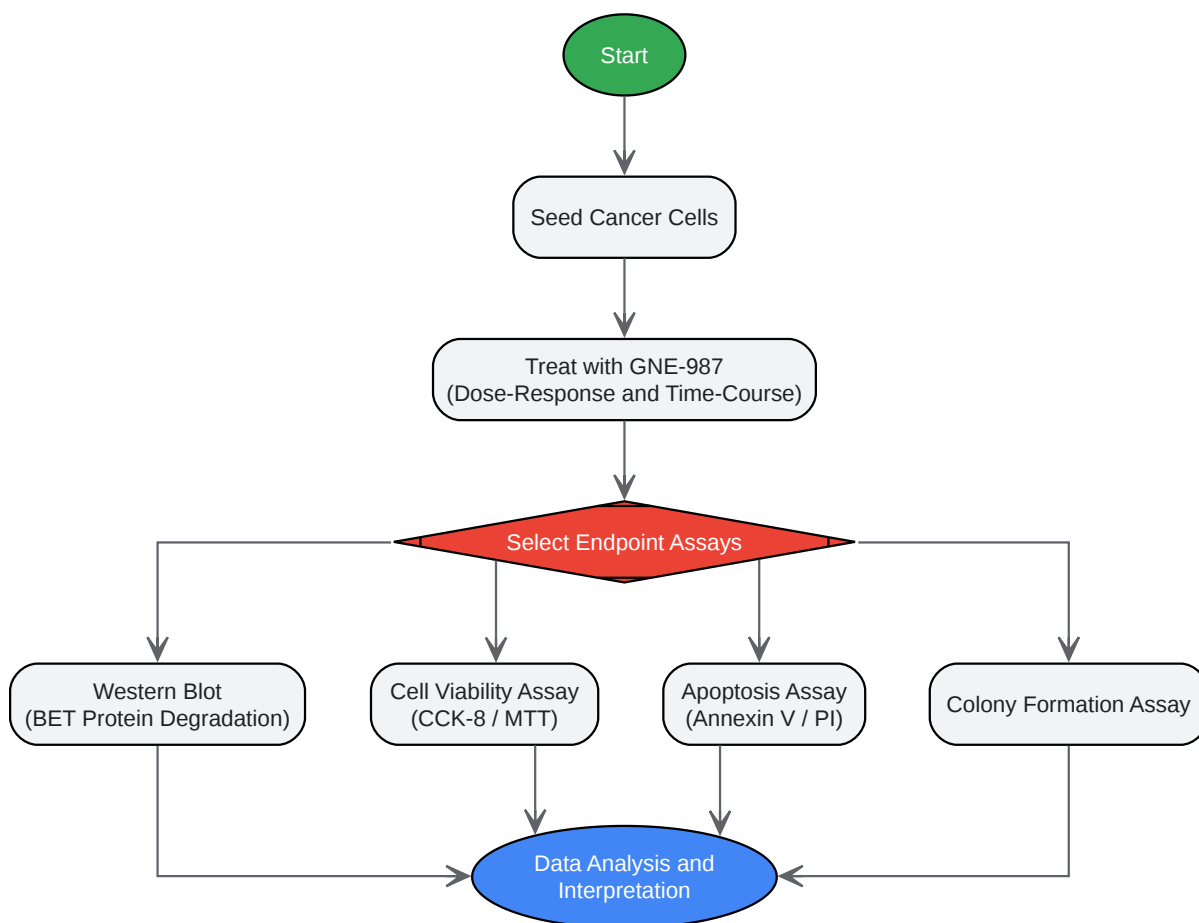 Start
Seed Cancer Cells
Treat with GNE-987
(Dose-Response and Time-Course)
Select Endpoint Assays
Western Blot
(BET Protein Degradation)
Cell Viability Assay
(CCK-8 / MTT)
Apoptosis Assay
(Annexin V / PI)
Colony Formation Assay
Data Analysis and
Interpretation